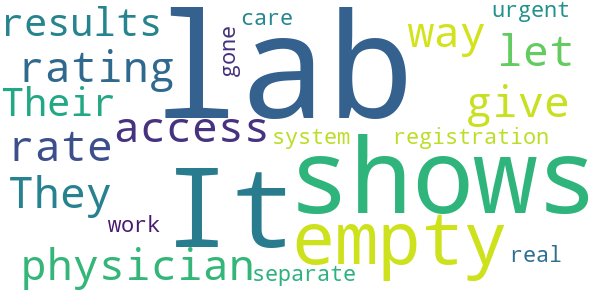 results
care
gone
lab
way
urgent
let
rating
Their
give
access
rate
system
registration
They
It
shows
work
empty
physician
separate
real